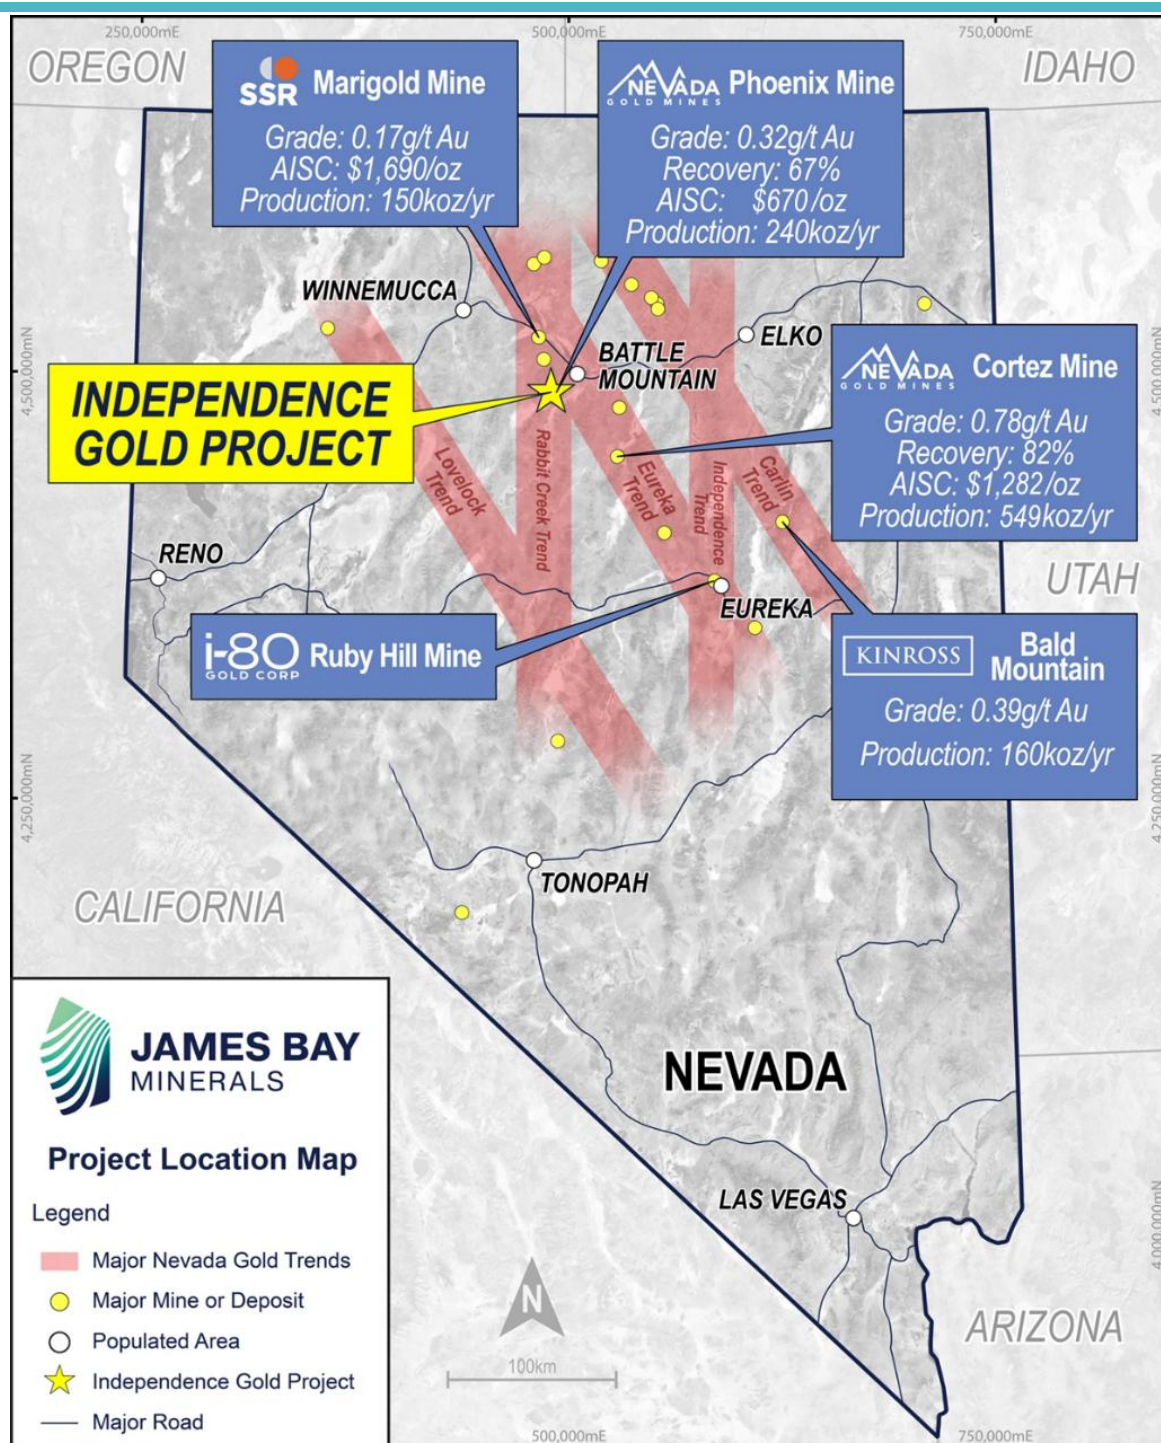 250,000mE
500,000mE
750,000mE
OREGON
IDAHO
SSR Marigold Mine
Grade: 0.17g/t Au
AISC: $1,690/oz
Production: 150koz/yr
NEVADA GOLD MINES Phoenix Mine
Grade: 0.32g/t Au
Recovery: 67%
AISC: $670/oz
Production: 240koz/yr
WINNEMUCCA
ELKO
BATTLE
MOUNTAIN
4,500,000mN
4,500,000mN
INDEPENDENCE
GOLD PROJECT
NEVADA GOLD MINES Cortez Mine
Grade: 0.78g/t Au
Recovery: 82%
AISC: $1,282/oz
Production: 549koz/yr
Lovelock
Trend
Rabbit Creek Trend
Eureka
Trend
Independence
Trend
Carlin
Trend
RENO
UTAH
EUREKA
i-80
GOLD CORP
Ruby Hill Mine
KINROSS
Bald
Mountain
Grade: 0.39g/t Au
Production: 160koz/yr
4,250,000mN
4,250,000mN
TONOPAH
CALIFORNIA
NEVADA
LAS VEGAS
4,000,000mN
ARIZONA
JAMES BAY
MINERALS
Project Location Map
Legend
Major Nevada Gold Trends
Major Mine or Deposit
Populated Area
Independence Gold Project
Major Road
N
100km
500,000mE
750,000mE